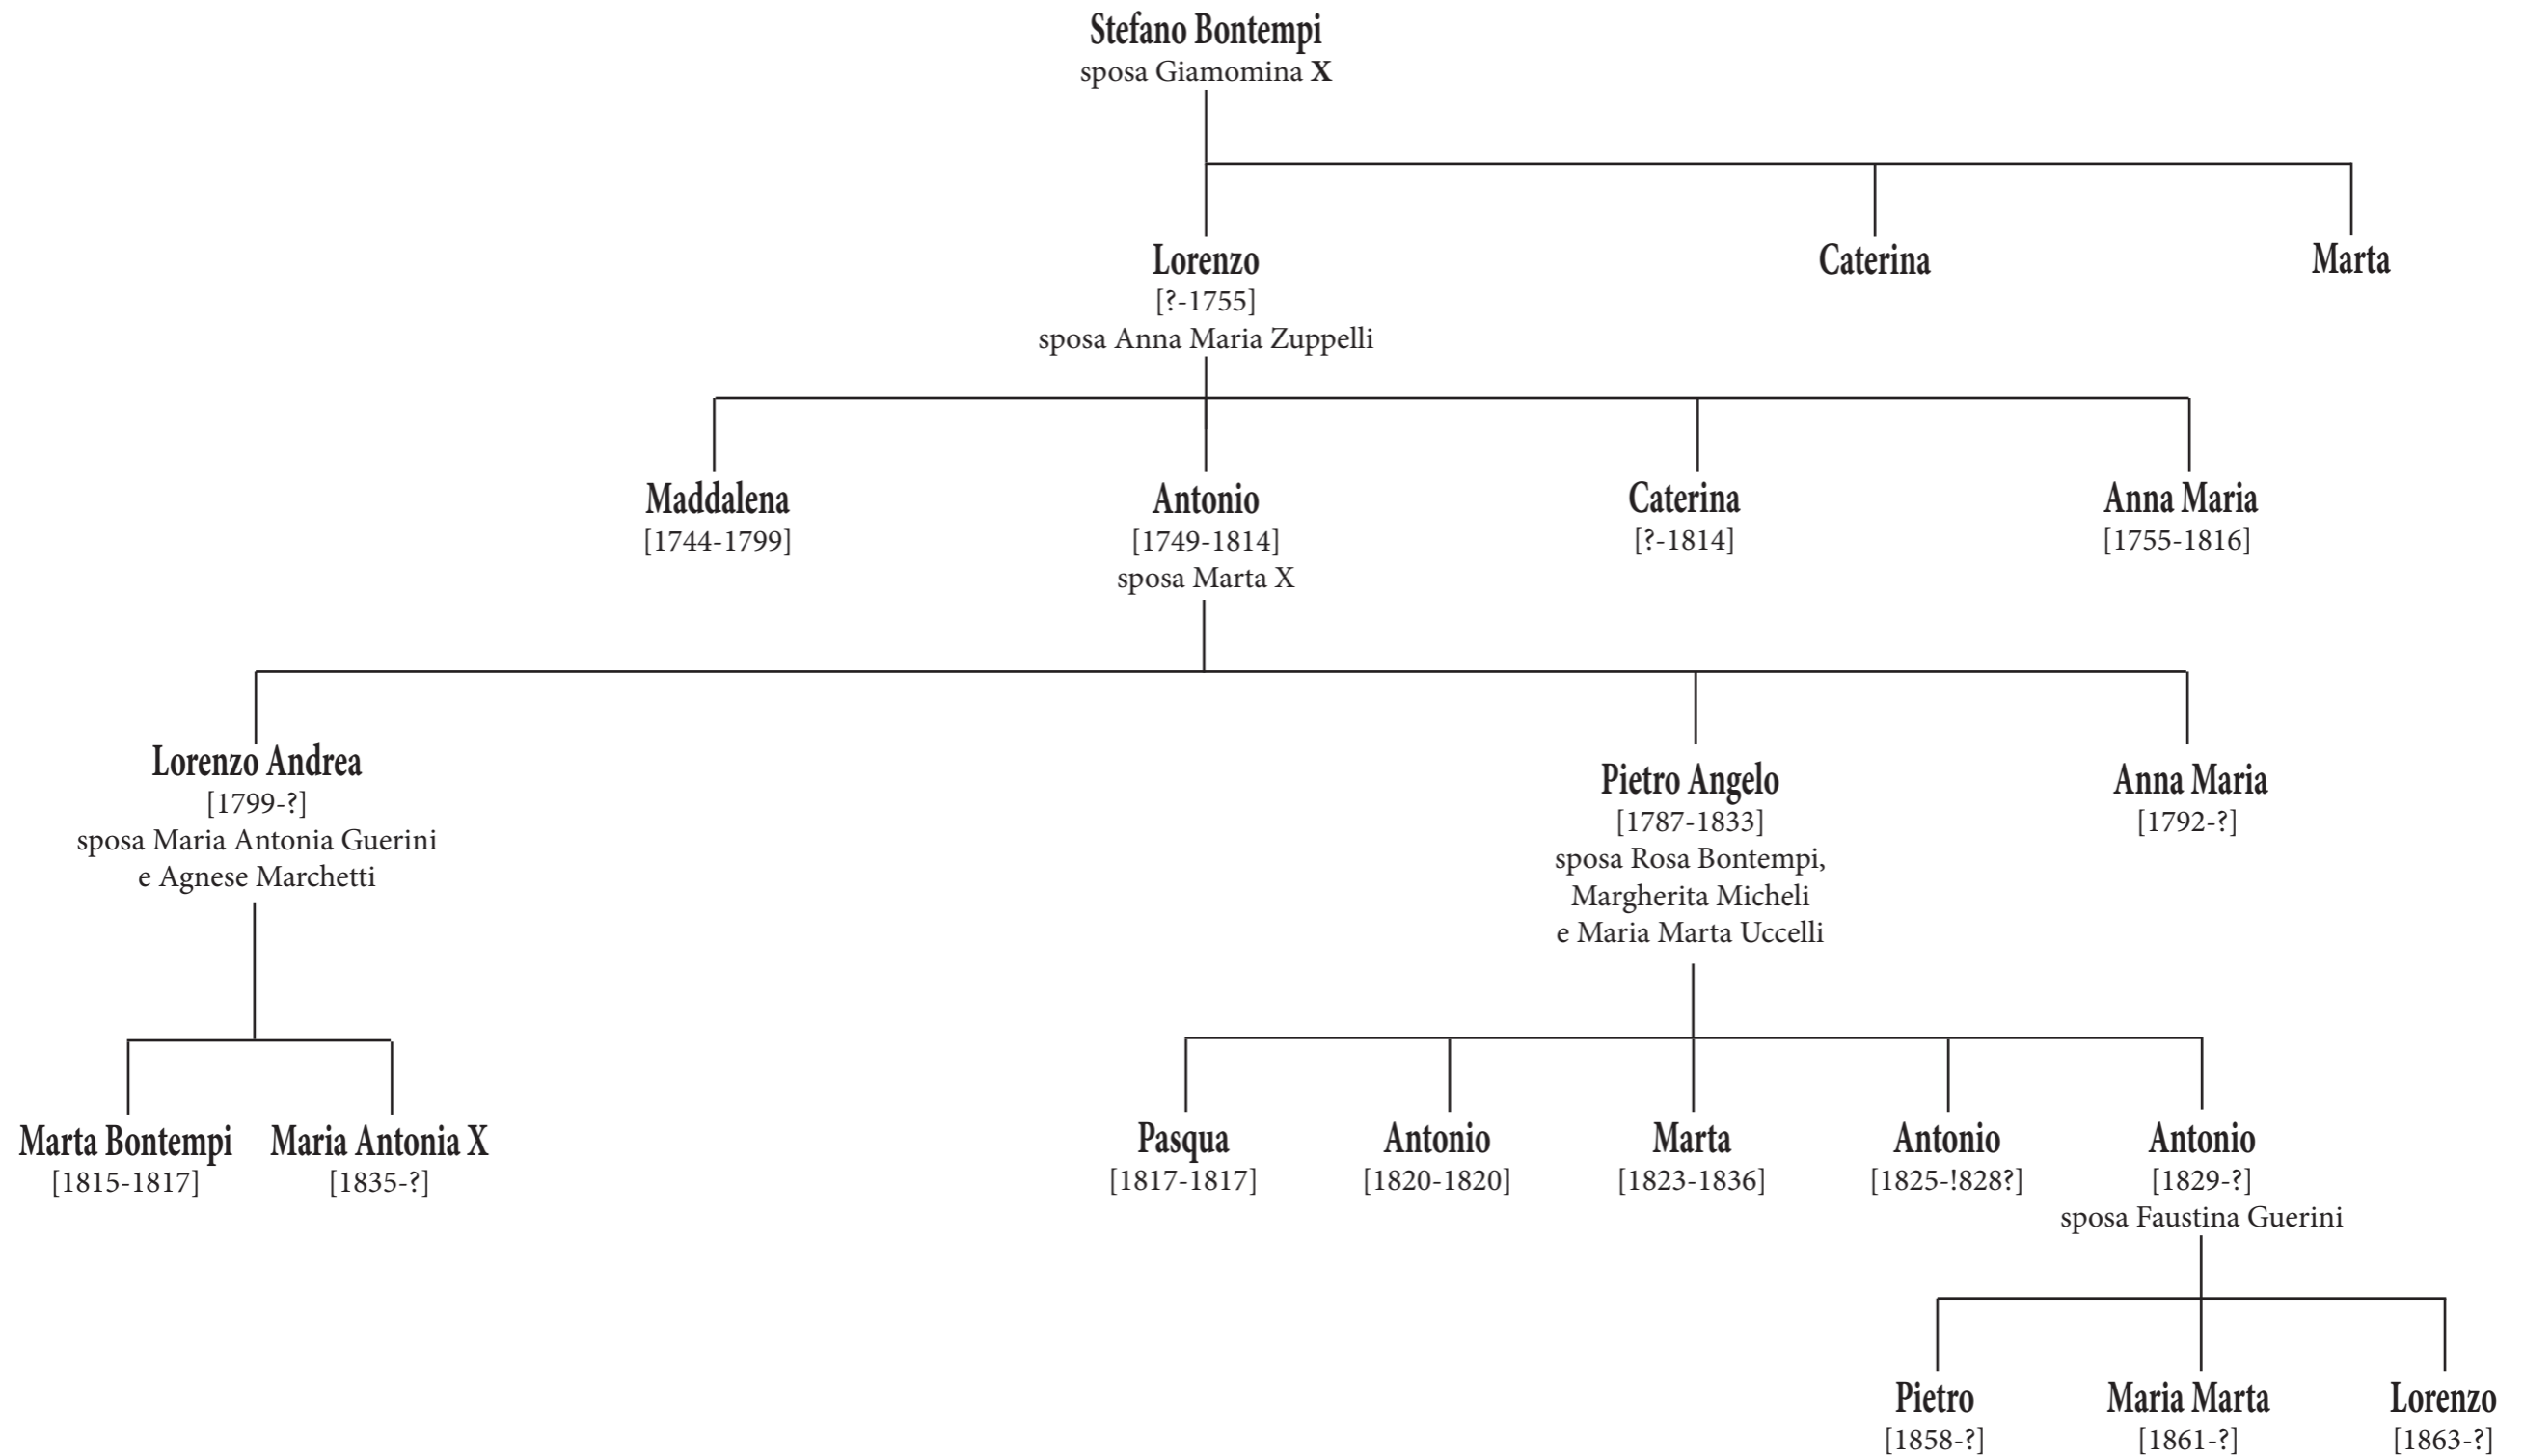 Stefano Bontempi
sposa Giamomina X
Lorenzo
[?-1755]
sposa Anna Maria Zuppelli
Caterina
Marta
Maddalena
[1744-1799]
Antonio
[1749-1814]
sposa Marta X
Caterina
[?-1814]
Anna Maria
[1755-1816]
Lorenzo Andrea
[1799-?]
sposa Maria Antonia Guerini
e Agnese Marchetti
Pietro Angelo
[1787-1833]
sposa Rosa Bontempi,
Margherita Micheli
e Maria Marta Uccelli
Anna Maria
[1792-?]
Marta Bontempi
[1815-1817]
Maria Antonia X
[1835-?]
Pasqua
[1817-1817]
Antonio
[1820-1820]
Marta
[1823-1836]
Antonio
[1825-!828?]
Antonio
[1829-?]
sposa Faustina Guerini
Pietro
[1858-?]
Maria Marta
[1861-?]
Lorenzo
[1863-?]